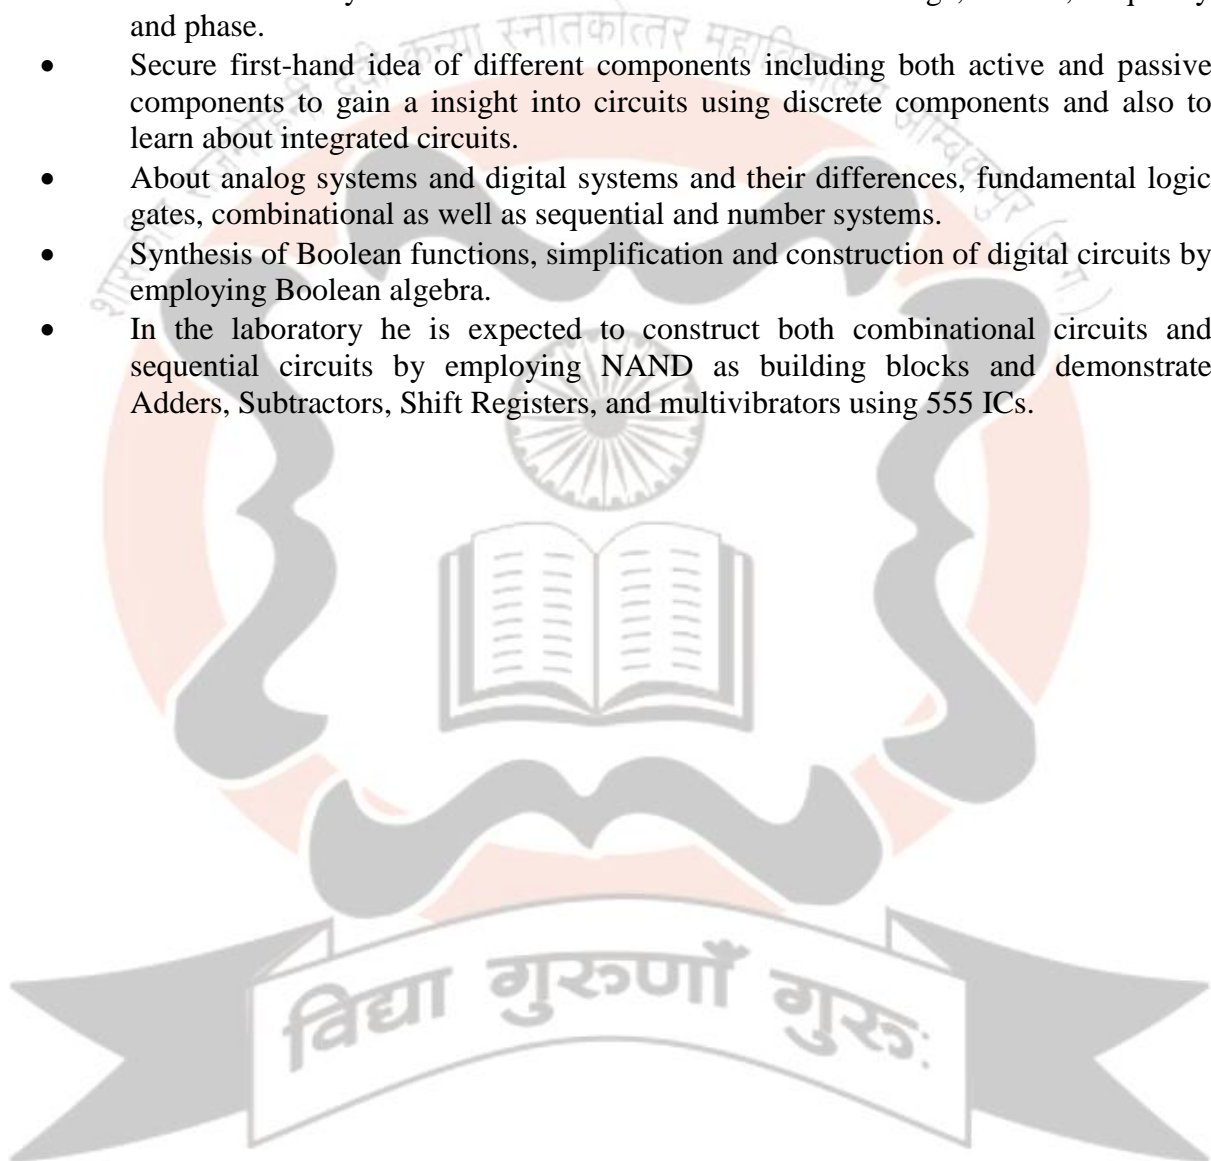 and phase.
• Secure first-hand idea of different components including both active and passive
components to gain a insight into circuits using discrete components and also to
learn about integrated circuits.
• About analog systems and digital systems and their differences, fundamental logic
gates, combinational as well as sequential and number systems.
• Synthesis of Boolean functions, simplification and construction of digital circuits by
employing Boolean algebra.
• In the laboratory he is expected to construct both combinational circuits and
sequential circuits by employing NAND as building blocks and demonstrate
Adders, Subtractors, Shift Registers, and multivibrators using 555 ICs.
देवी कन्या स्नातकोत्तर महाविद्यालय
विद्या गुरुणाँ गुरुः